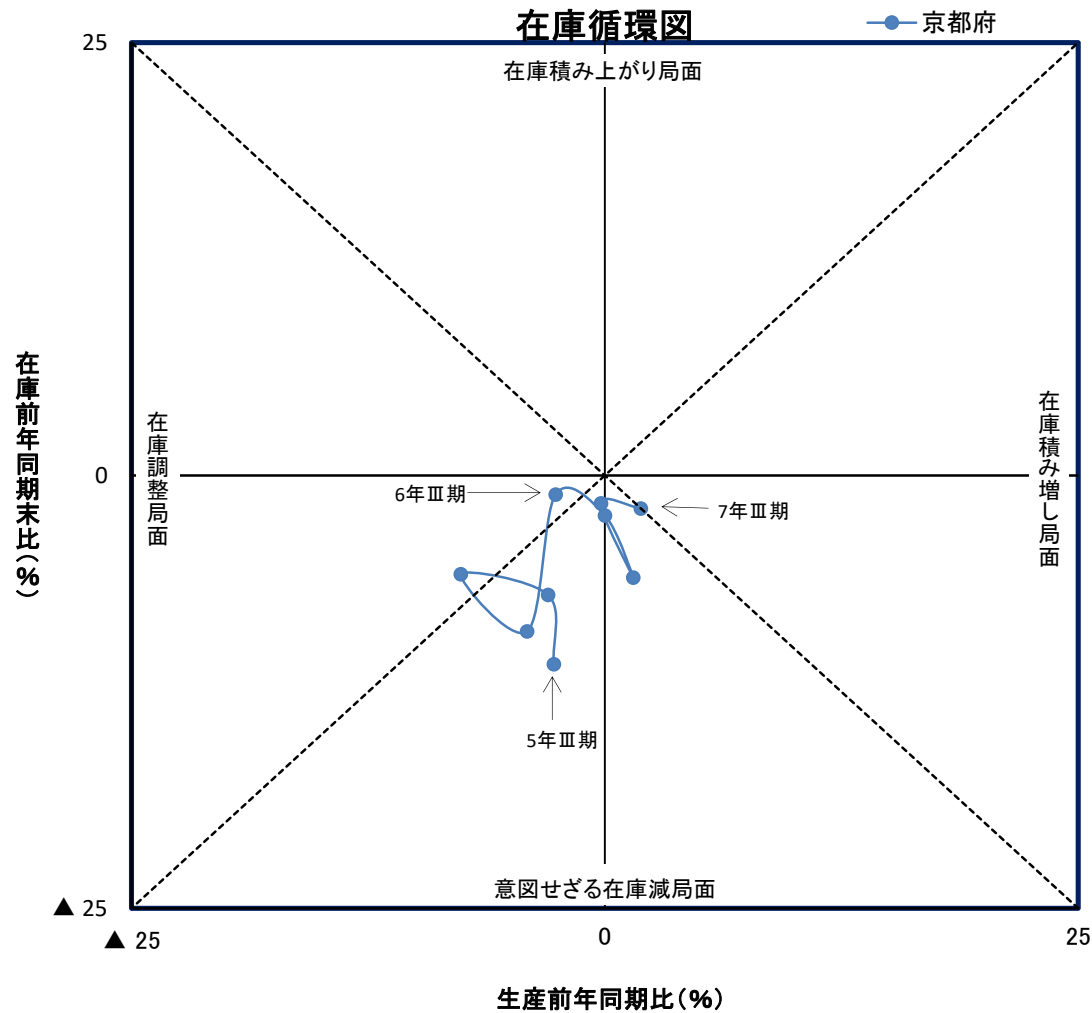 在庫循環図
京都府
25
在庫積み上がり局面
在庫前年同期末比(%)
在庫調整局面
在庫積み増し局面
0
6年Ⅲ期
7年Ⅲ期
5年Ⅲ期
意図せざる在庫減局面
▲ 25
▲ 25
0
25
生産前年同期比(%)